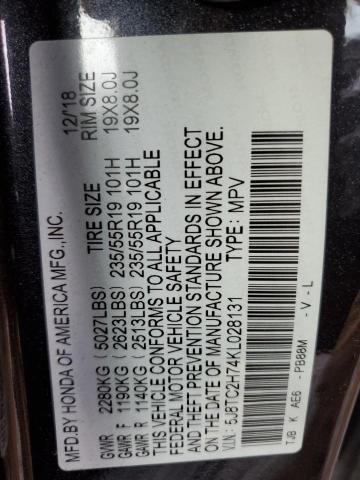 MFD.BY HONDA OF AMERICA MFG.,INC. 12/18
TIRE SIZE RIM SIZE
GVWR 2280KG (5027LBS)
GAWR F 1190KG (2623LBS) 235/55R19 101H 19X8.0J
GAWR R 1140KG (2513LBS) 235/55R19 101H 19X8.0J
THIS VEHICLE CONFORMS TO ALL APPLICABLE
FEDERAL MOTOR VEHICLE SAFETY
AND THEFT PREVENTION STANDARDS IN EFFECT
ON THE DATE OF MANUFACTURE SHOWN ABOVE.
V.I.N: 5J8TC2H74KL028131 TYPE: MPV
TJB K AE6 - PB88M - V - L